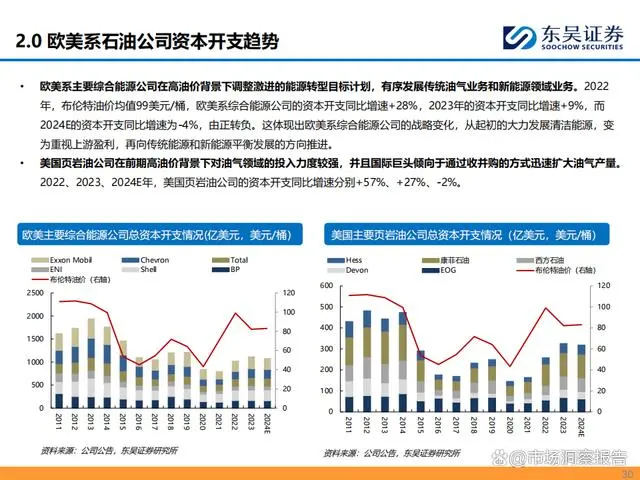 2.0 欧美系石油公司资本开支趋势
东吴证券
SOOCHOW SECURITIES
• 欧美系主要综合能源公司在高油价背景下调整激进的能源转型目标计划，有序发展传统油气业务和新能源领域业务。2022
年，布伦特油价均值99美元/桶，欧美系综合能源公司的资本开支同比增速+28%，2023年的资本开支同比增速+9%，而
2024E的资本开支同比增速为-4%，由正转负。这体现出欧美系综合能源公司的战略变化，从起初的大力发展清洁能源，变
为重视上游盈利，再向传统能源和新能源平衡发展的方向推进。
• 美国页岩油公司在前期高油价背景下对油气领域的投入力度较强，并且国际巨头倾向于通过收并购的方式迅速扩大油气产量。
2022、2023、2024E年，美国页岩油公司的资本开支同比增速分别+57%、+27%、-2%。
欧美主要综合能源公司总资本开支情况(亿美元，美元/桶）
Exxon Mobil Chevron Total
ENI Shell BP
布伦特油价（右轴）
2500 2000 1500 1000 500 0
120 100 80 60 40 20 0
2011 2012 2013 2014 2015 2016 2017 2018 2019 2020 2021 2022 2023 2024E
资料来源：公司公告，东吴证券研究所
美国主要页岩油公司总资本开支情况（亿美元，美元/桶）
Hess 康菲石油 西方石油
Devon EOG 布伦特油价（右轴）
600 500 400 300 200 100 0
120 100 80 60 40 20 0
2011 2012 2013 2014 2015 2016 2017 2018 2019 2020 2021 2022 2023 2024E
资料来源：公司公告，东吴证券研究所
30
知乎 @市场洞察报告